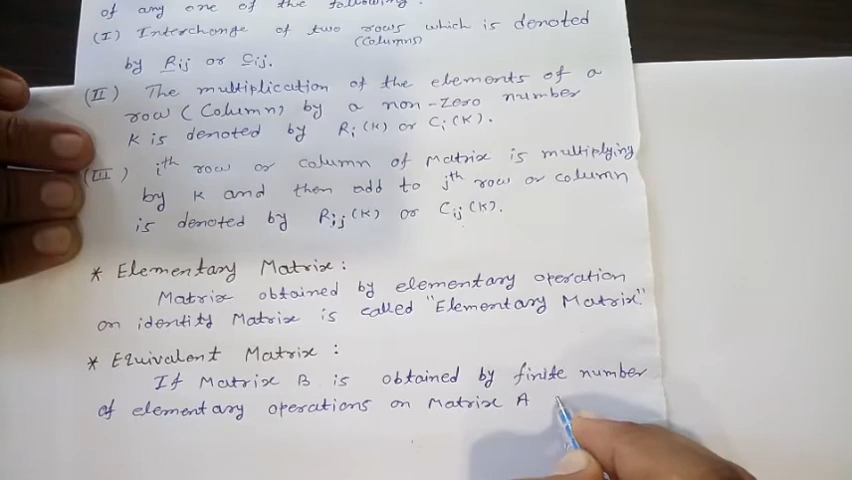 of any one of the following.
(I) Interchange of two rows which is denoted
(Columns)
by Rij or Cij.
(II) The multiplication of the elements of a
row (Column) by a non-zero number
K is denoted by Ri(K) or Ci(K).
(III) ith row or column of Matrix is multiplying
by K and then add to jth row or column
is denoted by Rij(K) or Cij(K).
* Elementary Matrix:
Matrix obtained by elementary operation
on identity Matrix is called "Elementary Matrix"
* Equivalent Matrix:
If Matrix B is obtained by finite number
of elementary operations on Matrix A